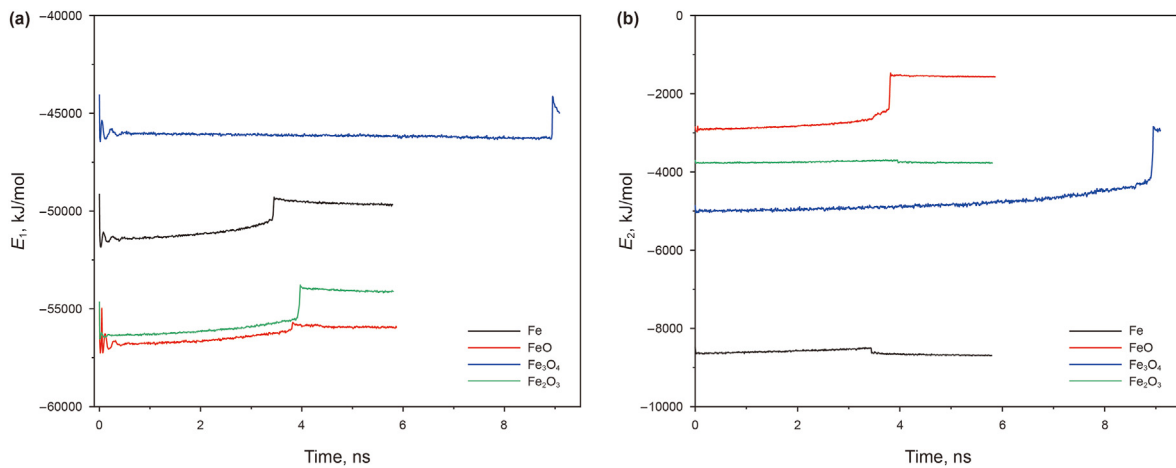 (a)
−40000
−45000
−50000
−55000
−60000
E1, kJ/mol
0
2
4
6
8
Time, ns
Fe
FeO
Fe3O4
Fe2O3
(b)
0
−2000
−4000
−6000
−8000
−10000
E2, kJ/mol
0
2
4
6
8
Time, ns
Fe
FeO
Fe3O4
Fe2O3